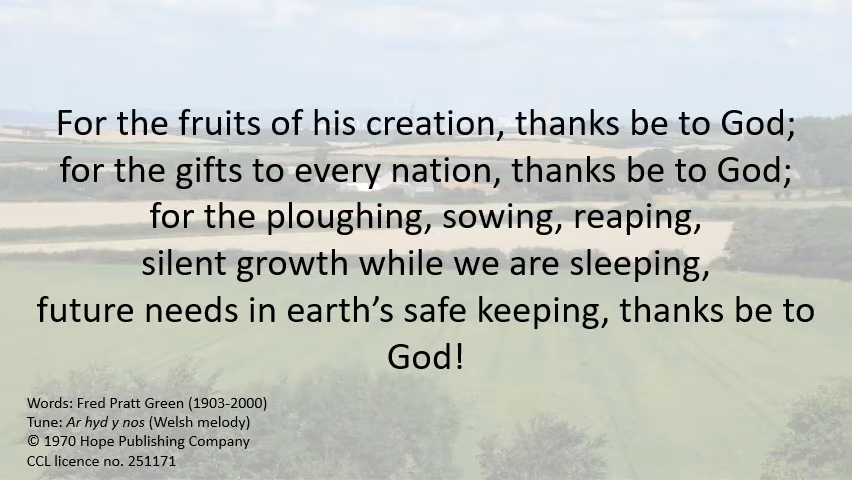 For the fruits of his creation, thanks be to God;
for the gifts to every nation, thanks be to God;
for the ploughing, sowing, reaping,
silent growth while we are sleeping,
future needs in earth’s safe keeping, thanks be to
God!
Words: Fred Pratt Green (1903-2000)
Tune: Ar hyd y nos (Welsh melody)
© 1970 Hope Publishing Company
CCL licence no. 251171